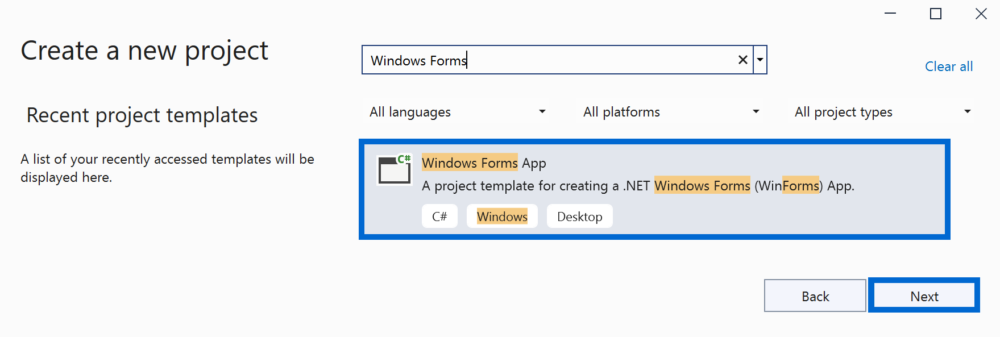 Create a new project
Windows Forms
Clear all
Recent project templates
All languages
All platforms
All project types
A list of your recently accessed templates will be
displayed here.
C#
Windows Forms App
A project template for creating a .NET Windows Forms (WinForms) App.
C#
Windows
Desktop
Back
Next